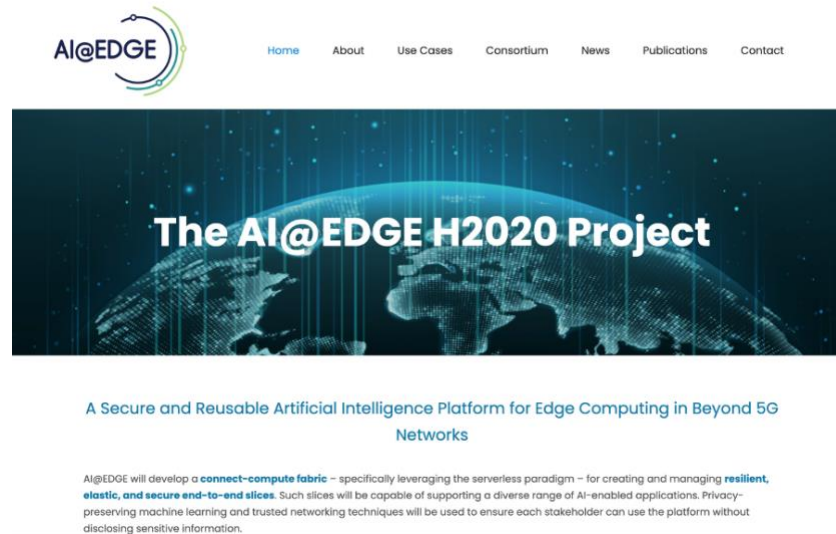 AI@EDGE
Home About Use Cases Consortium News Publications Contact
The AI@EDGE H2020 Project
A Secure and Reusable Artificial Intelligence Platform for Edge Computing in Beyond 5G
Networks
AI@EDGE will develop a connect-compute fabric – specifically leveraging the serverless paradigm – for creating and managing resilient,
elastic, and secure end-to-end slices. Such slices will be capable of supporting a diverse range of AI-enabled applications. Privacy-
preserving machine learning and trusted networking techniques will be used to ensure each stakeholder can use the platform without
disclosing sensitive information.